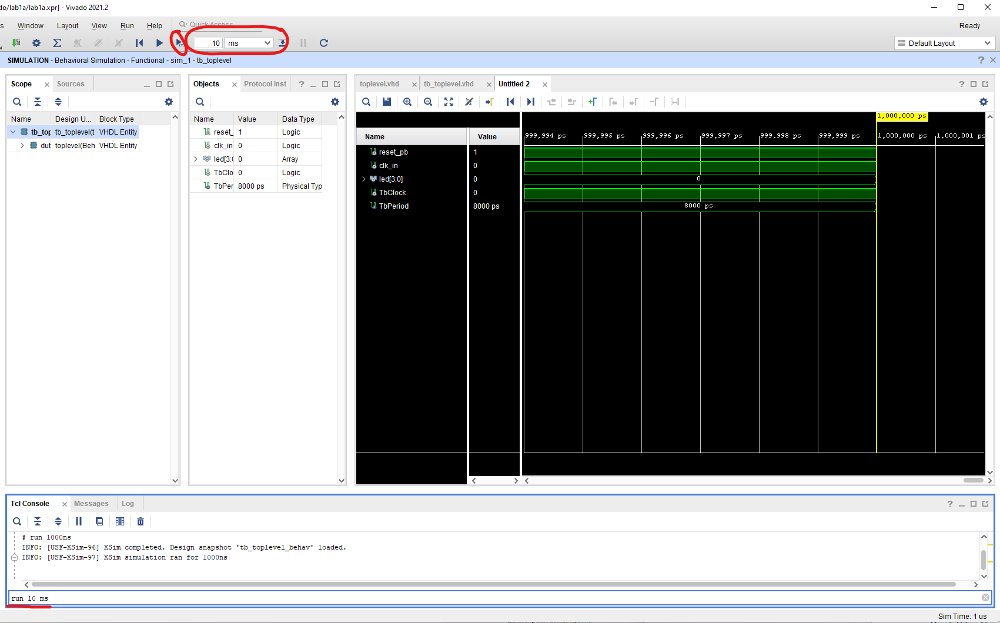 do/lab1a/lab1a.xpr] - Vivado 2021.2
s Window Layout View Run Help Quick Access Ready
10 ms Default Layout
SIMULATION - Behavioral Simulation - Functional - sim_1 - tb_toplevel
Scope Sources
Name Design U... Block Type
tb_top tb_toplevel(t VHDL Entity
dut toplevel(Beh VHDL Entity
Objects Protocol Inst
Name Value Data Type
reset_ 1 Logic
clk_in 0 Logic
led[3:0 0 Array
TbClo 0 Logic
TbPer 8000 ps Physical Typ
toplevel.vhd tb_toplevel.vhd Untitled 2
1,000,000 ps
Name Value
999,994 ps 999,995 ps 999,996 ps 999,997 ps 999,998 ps 999,999 ps 1,000,000 ps 1,000,001 ps
reset_pb 1
clk_in 0
led[3:0] 0 0
TbClock 0
TbPeriod 8000 ps 8000 ps
Tcl Console Messages Log
# run 1000ns
INFO: [USF-XSim-96] XSim completed. Design snapshot 'tb_toplevel_behav' loaded.
INFO: [USF-XSim-97] XSim simulation ran for 1000ns
run 10 ms
Sim Time: 1 us